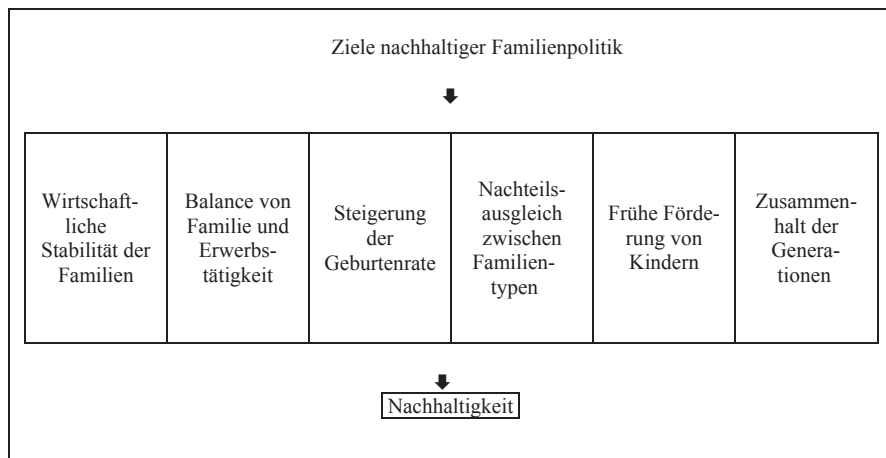 Ziele nachhaltiger Familienpolitik
Wirtschaft-
liche
Stabilität der
Familien
Balance von
Familie und
Erwerbs-
tätigkeit
Steigerung
der
Geburtenrate
Nachteils-
ausgleich
zwischen
Familien-
typen
Frühe Förde-
rung von
Kindern
Zusammen-
halt der
Genera-
tionen
Nachhaltigkeit